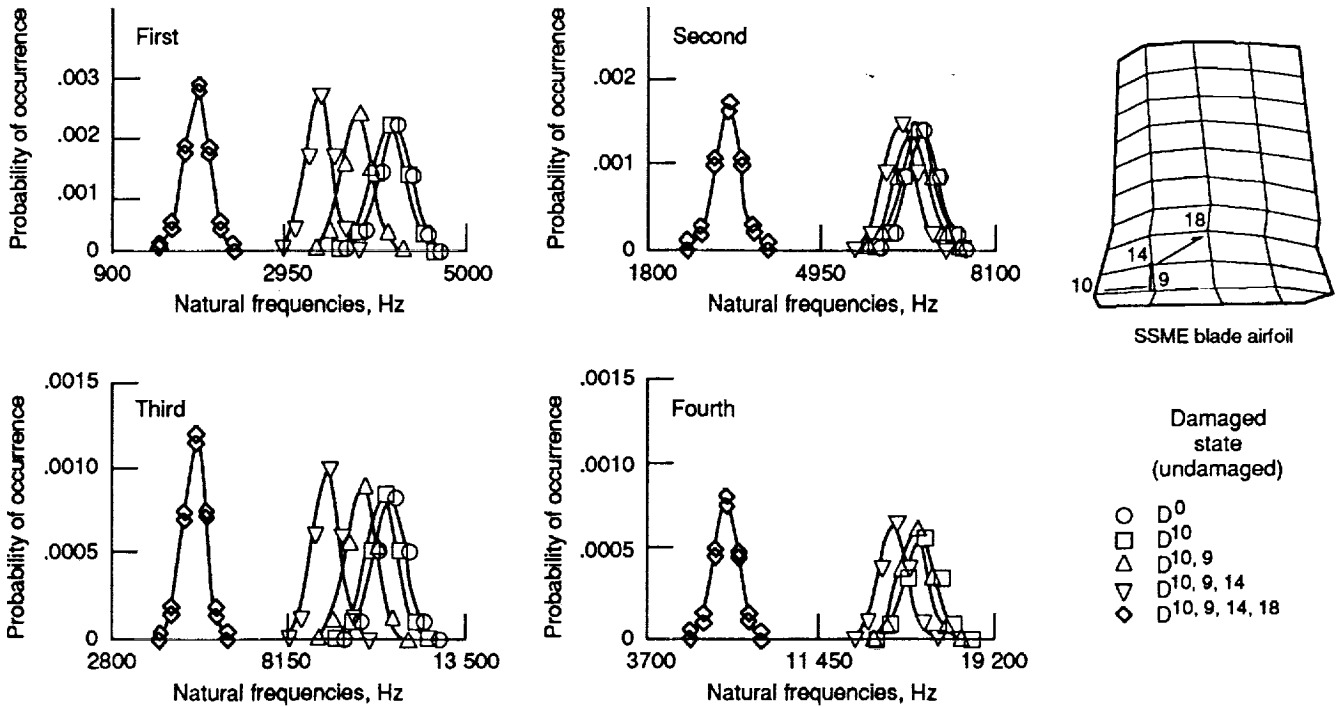 First
Probability of occurrence
.003
.002
.001
0
900
2950
5000
Natural frequencies, Hz
Second
Probability of occurrence
.002
.001
0
1800
4950
8100
Natural frequencies, Hz
18
14
10
9
SSME blade airfoil
Third
Probability of occurrence
.0015
.0010
.0005
0
2800
8150
13 500
Natural frequencies, Hz
Fourth
Probability of occurrence
.0015
.0010
.0005
0
3700
11 450
19 200
Natural frequencies, Hz
Damaged
state
(undamaged)
D⁰
D¹⁰
D¹⁰, ⁹
D¹⁰, ⁹, ¹⁴
D¹⁰, ⁹, ¹⁴, ¹⁸